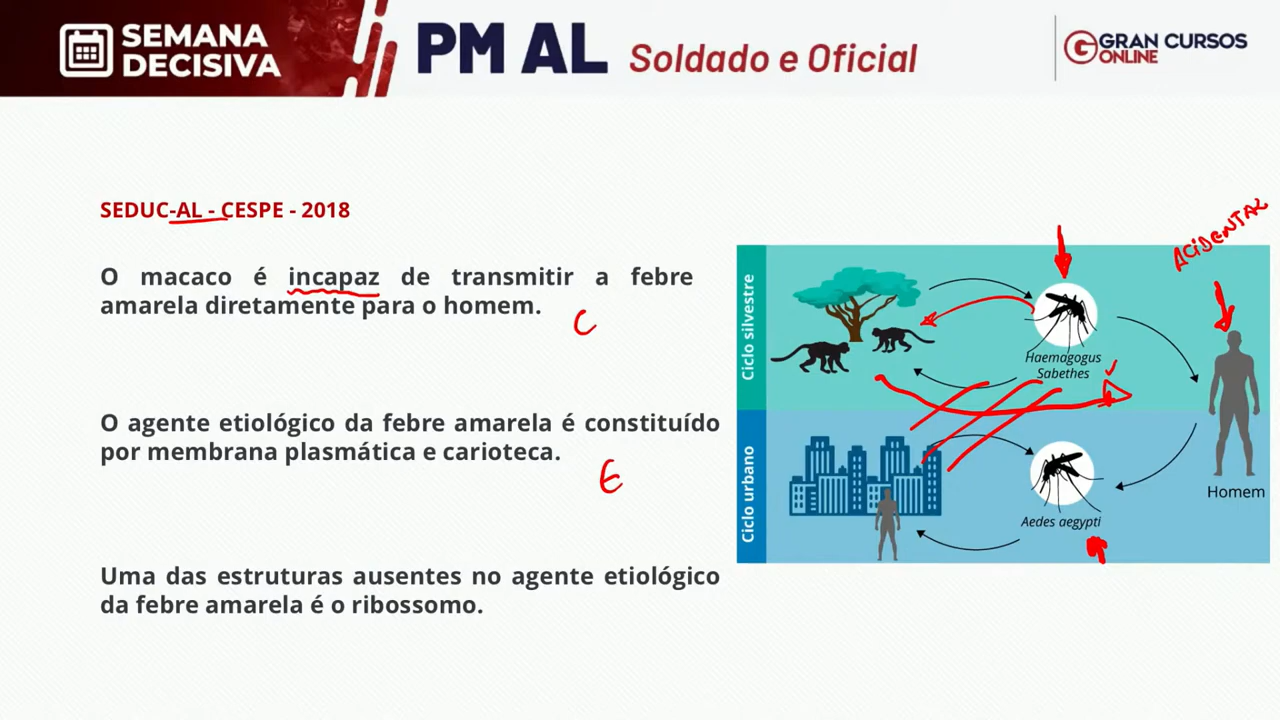 SEMANA
DECISIVA
PM AL Soldado e Oficial
GRAN CURSOS
ONLINE
SEDUC-AL - CESPE - 2018
O macaco é incapaz de transmitir a febre
amarela diretamente para o homem.
C
O agente etiológico da febre amarela é constituído
por membrana plasmática e carioteca.
E
Uma das estruturas ausentes no agente etiológico
da febre amarela é o ribossomo.
ACIDENTAL
Ciclo silvestre
Haemagogus
Sabethes
Homem
Ciclo urbano
Aedes aegypti